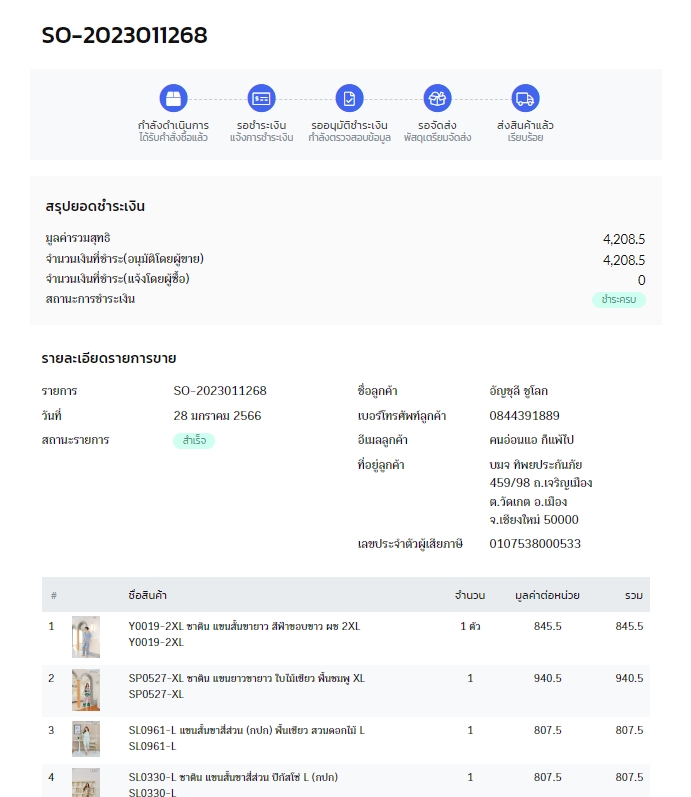 SO-2023011268
กำลังดำเนินการ รอชำระเงิน รออนุมัติชำระเงิน รอจัดส่ง ส่งสินค้าแล้ว
ได้รับคำสั่งซื้อแล้ว แจ้งการชำระเงิน กำลังตรวจสอบข้อมูล พัสดุเตรียมจัดส่ง เรียบร้อย
สรุปยอดชำระเงิน
มูลค่ารวมสุทธิ 4,208.5
จำนวนเงินที่ชำระ(อนุมัติโดยผู้ขาย) 4,208.5
จำนวนเงินที่ชำระ(แจ้งโดยผู้ซื้อ) 0
สถานะการชำระเงิน ชำระครบ
รายละเอียดรายการขาย
รายการ SO-2023011268 ชื่อลูกค้า อัญชุลี ชูโลก
วันที่ 28 มกราคม 2566 เบอร์โทรศัพท์ลูกค้า 0844391889
สถานะรายการ สำเร็จ อีเมลลูกค้า คนอ่อนแอ ก็แพ้ไป
ที่อยู่ลูกค้า บมจ ทิพยประกันภัย
459/98 ถ.เจริญเมือง
ต.วัดเกต อ.เมือง
จ.เชียงใหม่ 50000
เลขประจำตัวผู้เสียภาษี 0107538000533
# ชื่อสินค้า จำนวน มูลค่าต่อหน่วย รวม
1 Y0019-2XL ซาติน แขนสั้นขายาว สีฟ้าขอบขาว ผช 2XL 1 ตัว 845.5 845.5
Y0019-2XL
2 SP0527-XL ซาติน แขนยาวขายาว ใบไม้เขียว พื้นชมพู XL 1 940.5 940.5
SP0527-XL
3 SL0961-L แขนสั้นขาสี่ส่วน (กปก) พื้นเขียว สวนดอกไม้ L 1 807.5 807.5
SL0961-L
4 SL0330-L ซาติน แขนสั้นขาสี่ส่วน ปิกัสโซ่ L (กปก) 1 807.5 807.5
SL0330-L